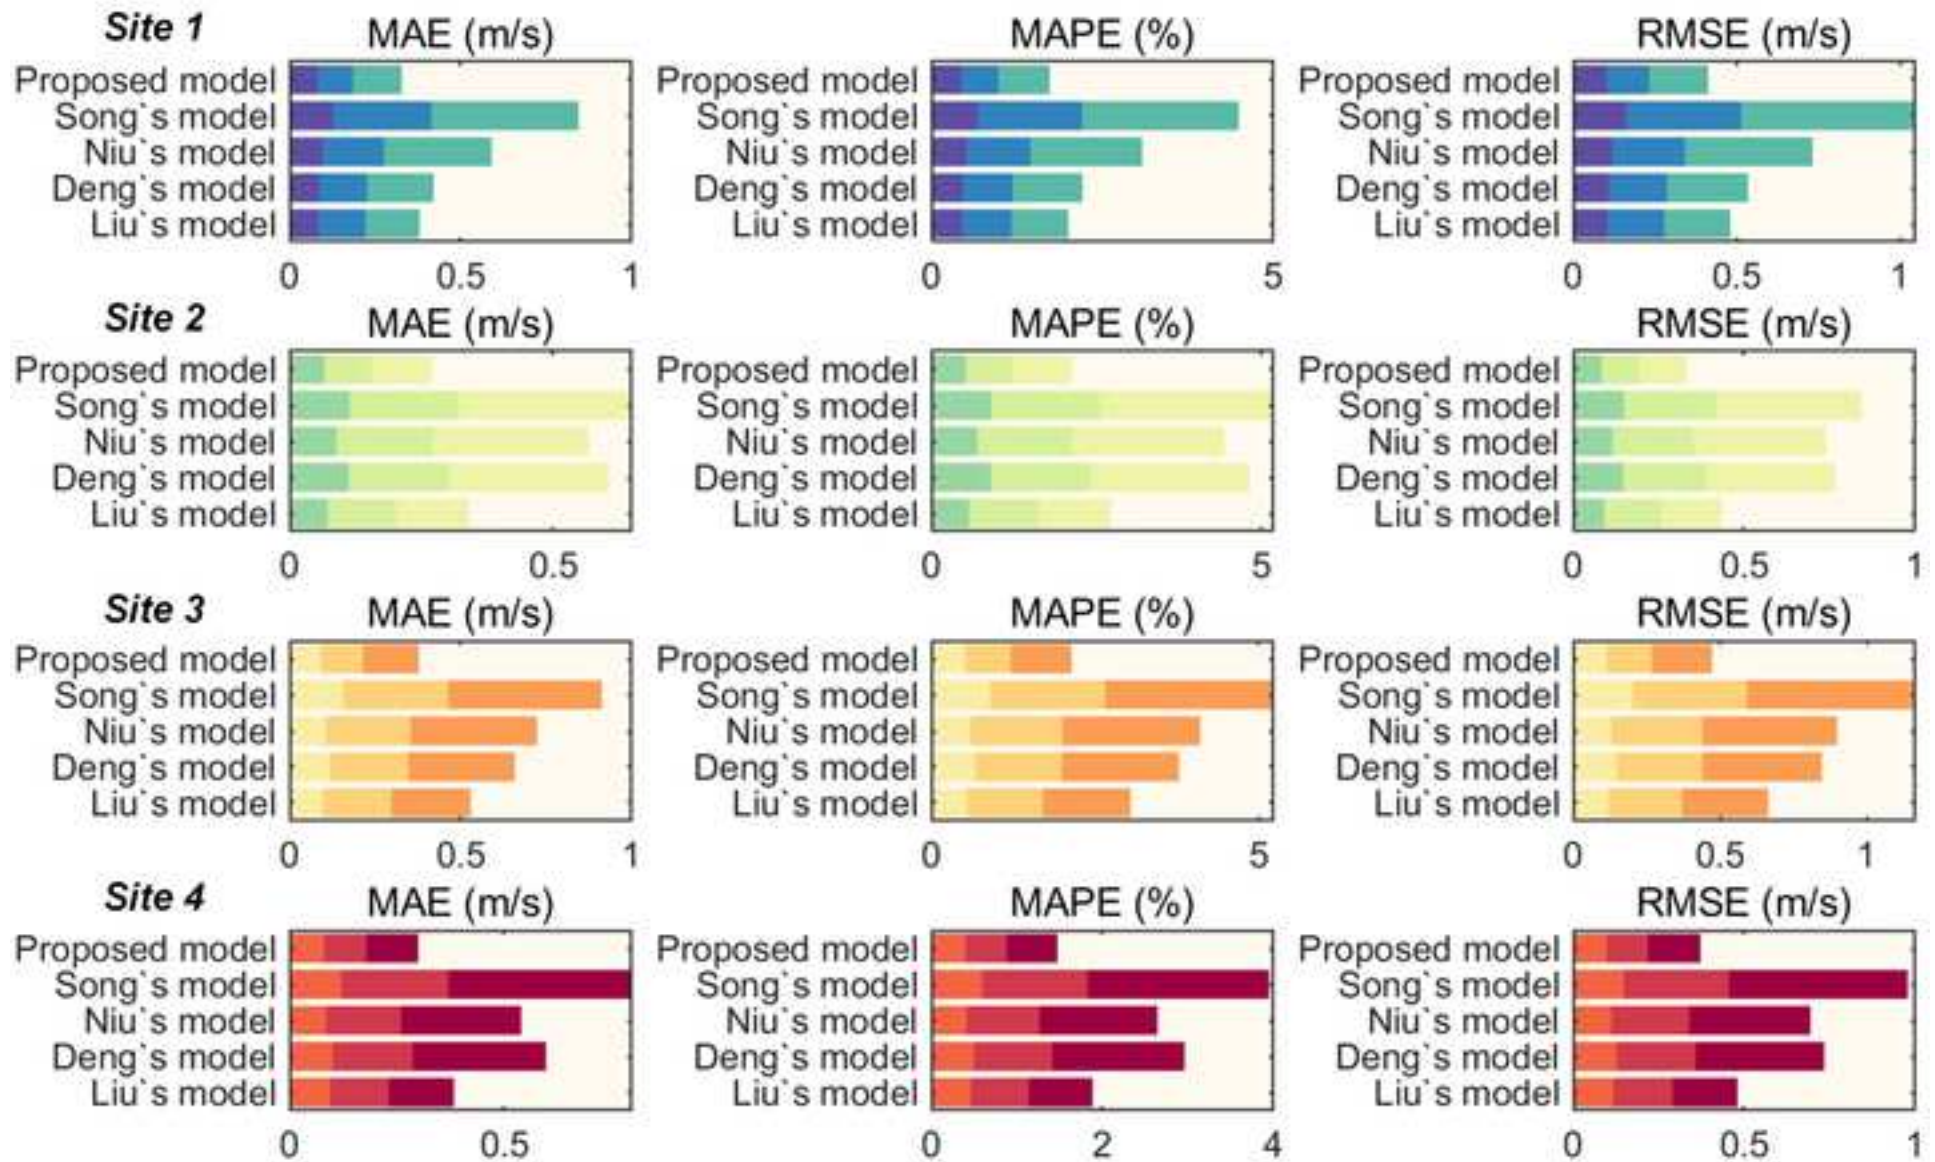 Site 1 MAE (m/s) MAPE (%) RMSE (m/s)
Proposed model Proposed model Proposed model
Song`s model Song`s model Song`s model
Niu`s model Niu`s model Niu`s model
Deng`s model Deng`s model Deng`s model
Liu`s model Liu`s model Liu`s model
0 0.5 1 0 5 0 0.5 1
Site 2 MAE (m/s) MAPE (%) RMSE (m/s)
Proposed model Proposed model Proposed model
Song`s model Song`s model Song`s model
Niu`s model Niu`s model Niu`s model
Deng`s model Deng`s model Deng`s model
Liu`s model Liu`s model Liu`s model
0 0.5 0 5 0 0.5 1
Site 3 MAE (m/s) MAPE (%) RMSE (m/s)
Proposed model Proposed model Proposed model
Song`s model Song`s model Song`s model
Niu`s model Niu`s model Niu`s model
Deng`s model Deng`s model Deng`s model
Liu`s model Liu`s model Liu`s model
0 0.5 1 0 5 0 0.5 1
Site 4 MAE (m/s) MAPE (%) RMSE (m/s)
Proposed model Proposed model Proposed model
Song`s model Song`s model Song`s model
Niu`s model Niu`s model Niu`s model
Deng`s model Deng`s model Deng`s model
Liu`s model Liu`s model Liu`s model
0 0.5 0 2 4 0 0.5 1